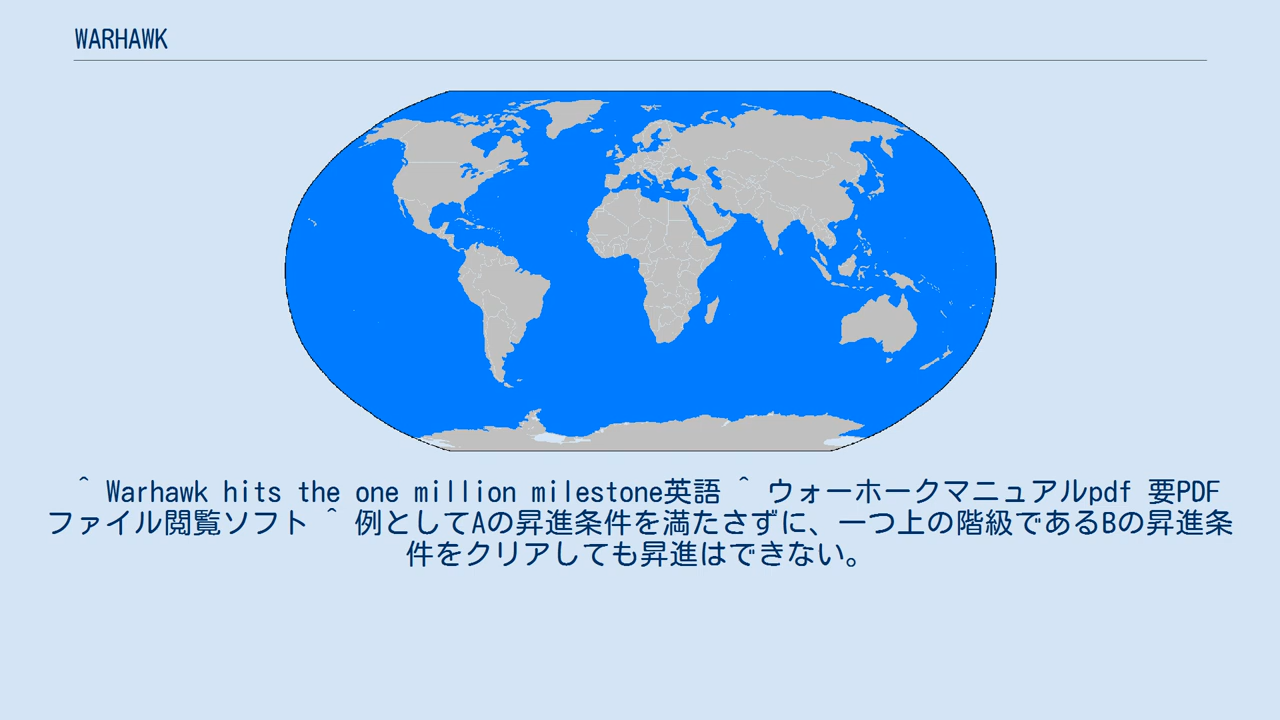 WARHAWK
^ Warhawk hits the one million milestone英語 ^ ウォーホークマニュアルpdf 要PDF
ファイル閲覧ソフト ^ 例としてAの昇進条件を満たさずに、一つ上の階級であるBの昇進条
件をクリアしても昇進はできない。